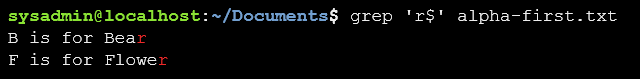 sysadmin@localhost:~/Documents$ grep 'r$' alpha-first.txt
B is for Bear
F is for Flower